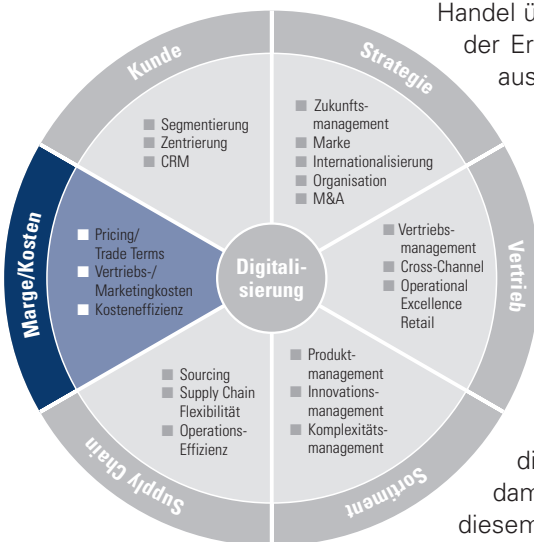 Handel ü
der Er
aus
Kunde
■ Segmentierung
■ Zentrierung
■ CRM
Strategie
■ Zukunfts-
management
■ Marke
■ Internationalisierung
■ Organisation
■ M&A
Marge/Kosten
■ Pricing/
Trade Terms
■ Vertriebs-/
Marketingkosten
■ Kosteneffizienz
Digitali-
sierung
Vertrieb
■ Vertriebs-
management
■ Cross-Channel
■ Operational
Excellence
Retail
Supply Chain
■ Sourcing
■ Supply Chain
Flexibilität
■ Operations-
Effizienz
Sortiment
■ Produkt-
management
■ Innovations-
management
■ Komplexitäts-
management
di
dam
diesem